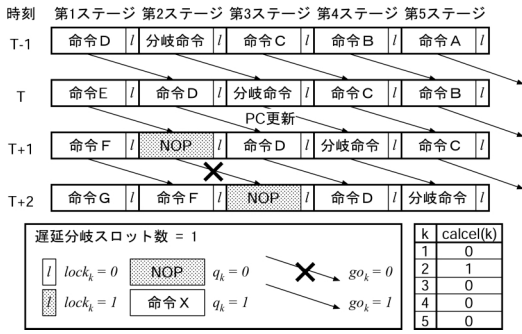 時刻 第1ステージ 第2ステージ 第3ステージ 第4ステージ 第5ステージ
T-1 命令D l 分岐命令 l 命令C l 命令B l 命令A l
T 命令E l 命令D l 分岐命令 l 命令C l 命令B l
PC更新
T+1 命令F l NOP l 命令D l 分岐命令 l 命令C l
T+2 命令G l 命令F l NOP l 命令D l 分岐命令 l
遅延分岐スロット数 = 1
l lock_k = 0 NOP q_k = 0 go_k = 0
l lock_k = 1 命令X q_k = 1 go_k = 1
k calcel(k)
1 0
2 1
3 0
4 0
5 0